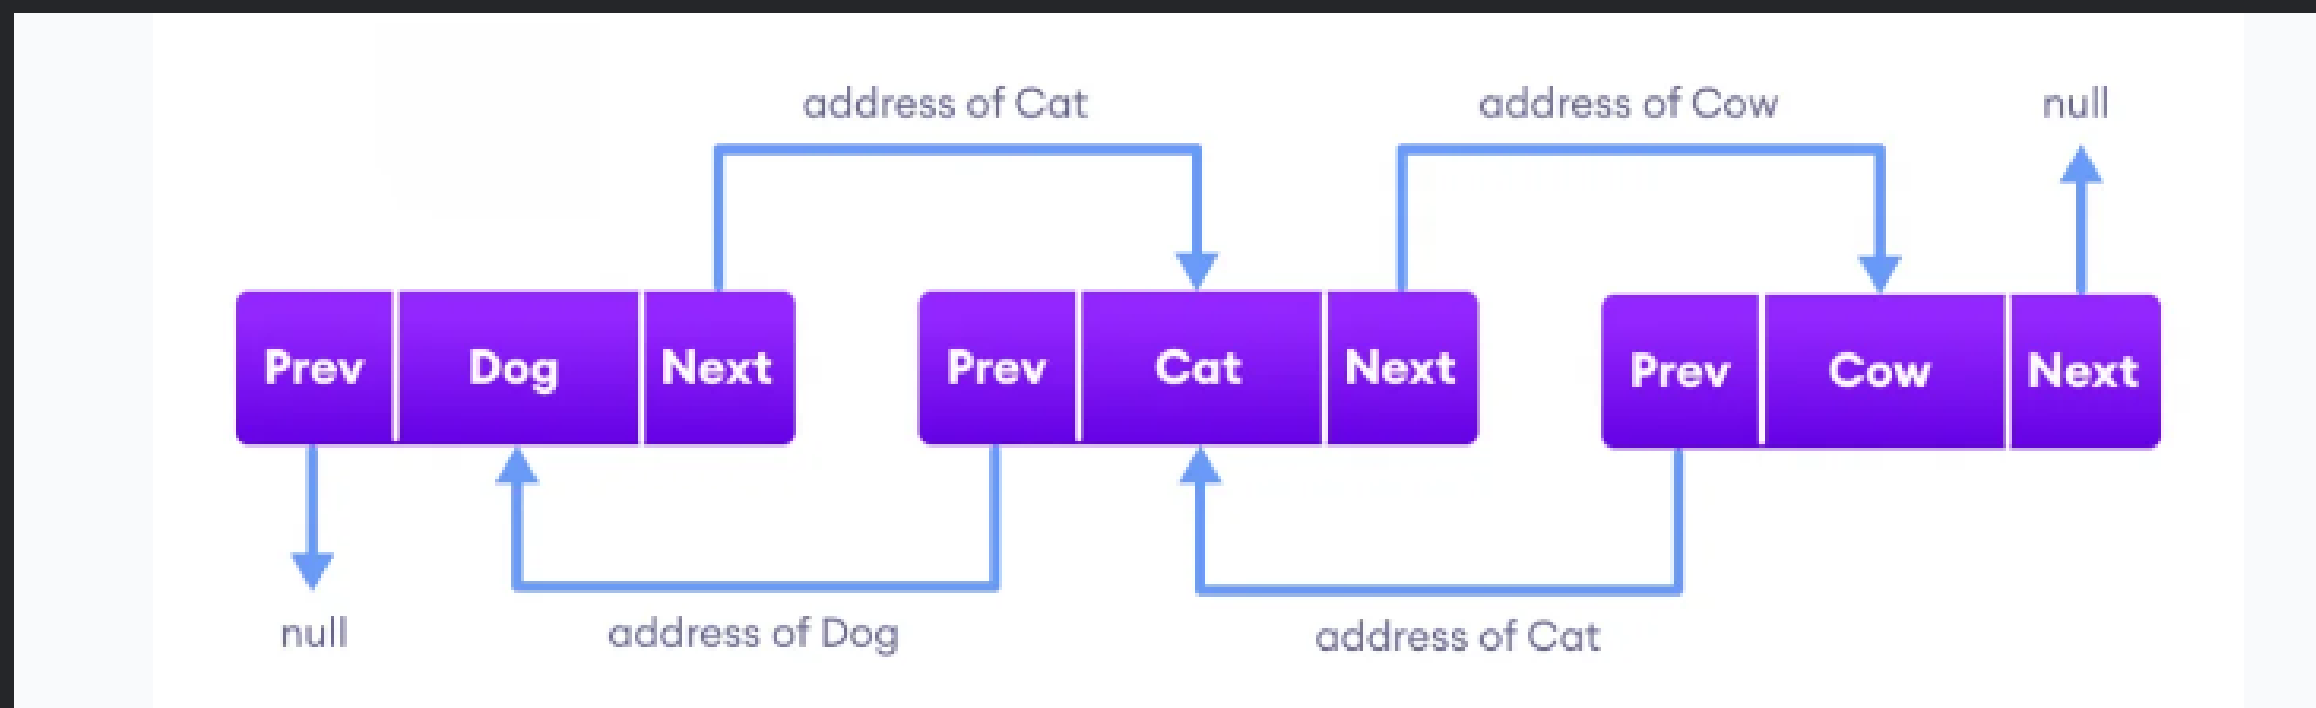 address of Cat
address of Cow
null
Prev
Dog
Next
Prev
Cat
Next
Prev
Cow
Next
null
address of Dog
address of Cat